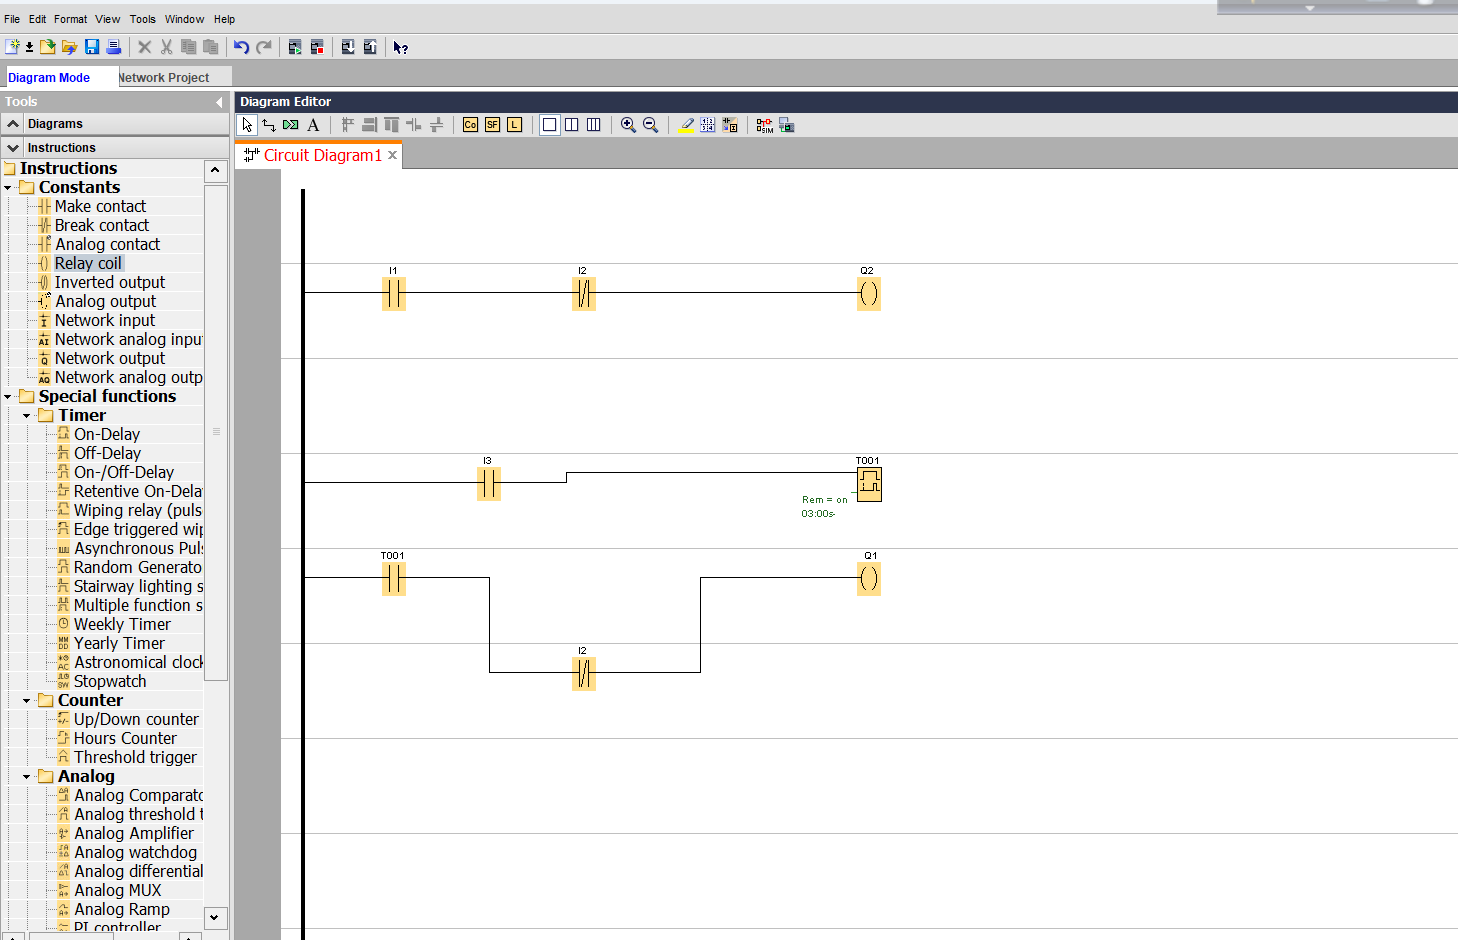 File Edit Format View Tools Window Help
Diagram Mode Network Project
Tools
Diagrams
Instructions
Instructions
Constants
Make contact
Break contact
Analog contact
Relay coil
Inverted output
Analog output
Network input
Network analog inpu
Network output
Network analog outp
Special functions
Timer
On-Delay
Off-Delay
On-/Off-Delay
Retentive On-Dela
Wiping relay (puls
Edge triggered wip
Asynchronous Puls
Random Generato
Stairway lighting s
Multiple function s
Weekly Timer
Yearly Timer
Astronomical clock
Stopwatch
Counter
Up/Down counter
Hours Counter
Threshold trigger
Analog
Analog Comparato
Analog threshold t
Analog Amplifier
Analog watchdog
Analog differential
Analog MUX
Analog Ramp
PI controller
Diagram Editor
A Co SF L SIM
Circuit Diagram1
I1 I2 Q2
I3 T001
Rem = on
03:00s-
T001 Q1
I2